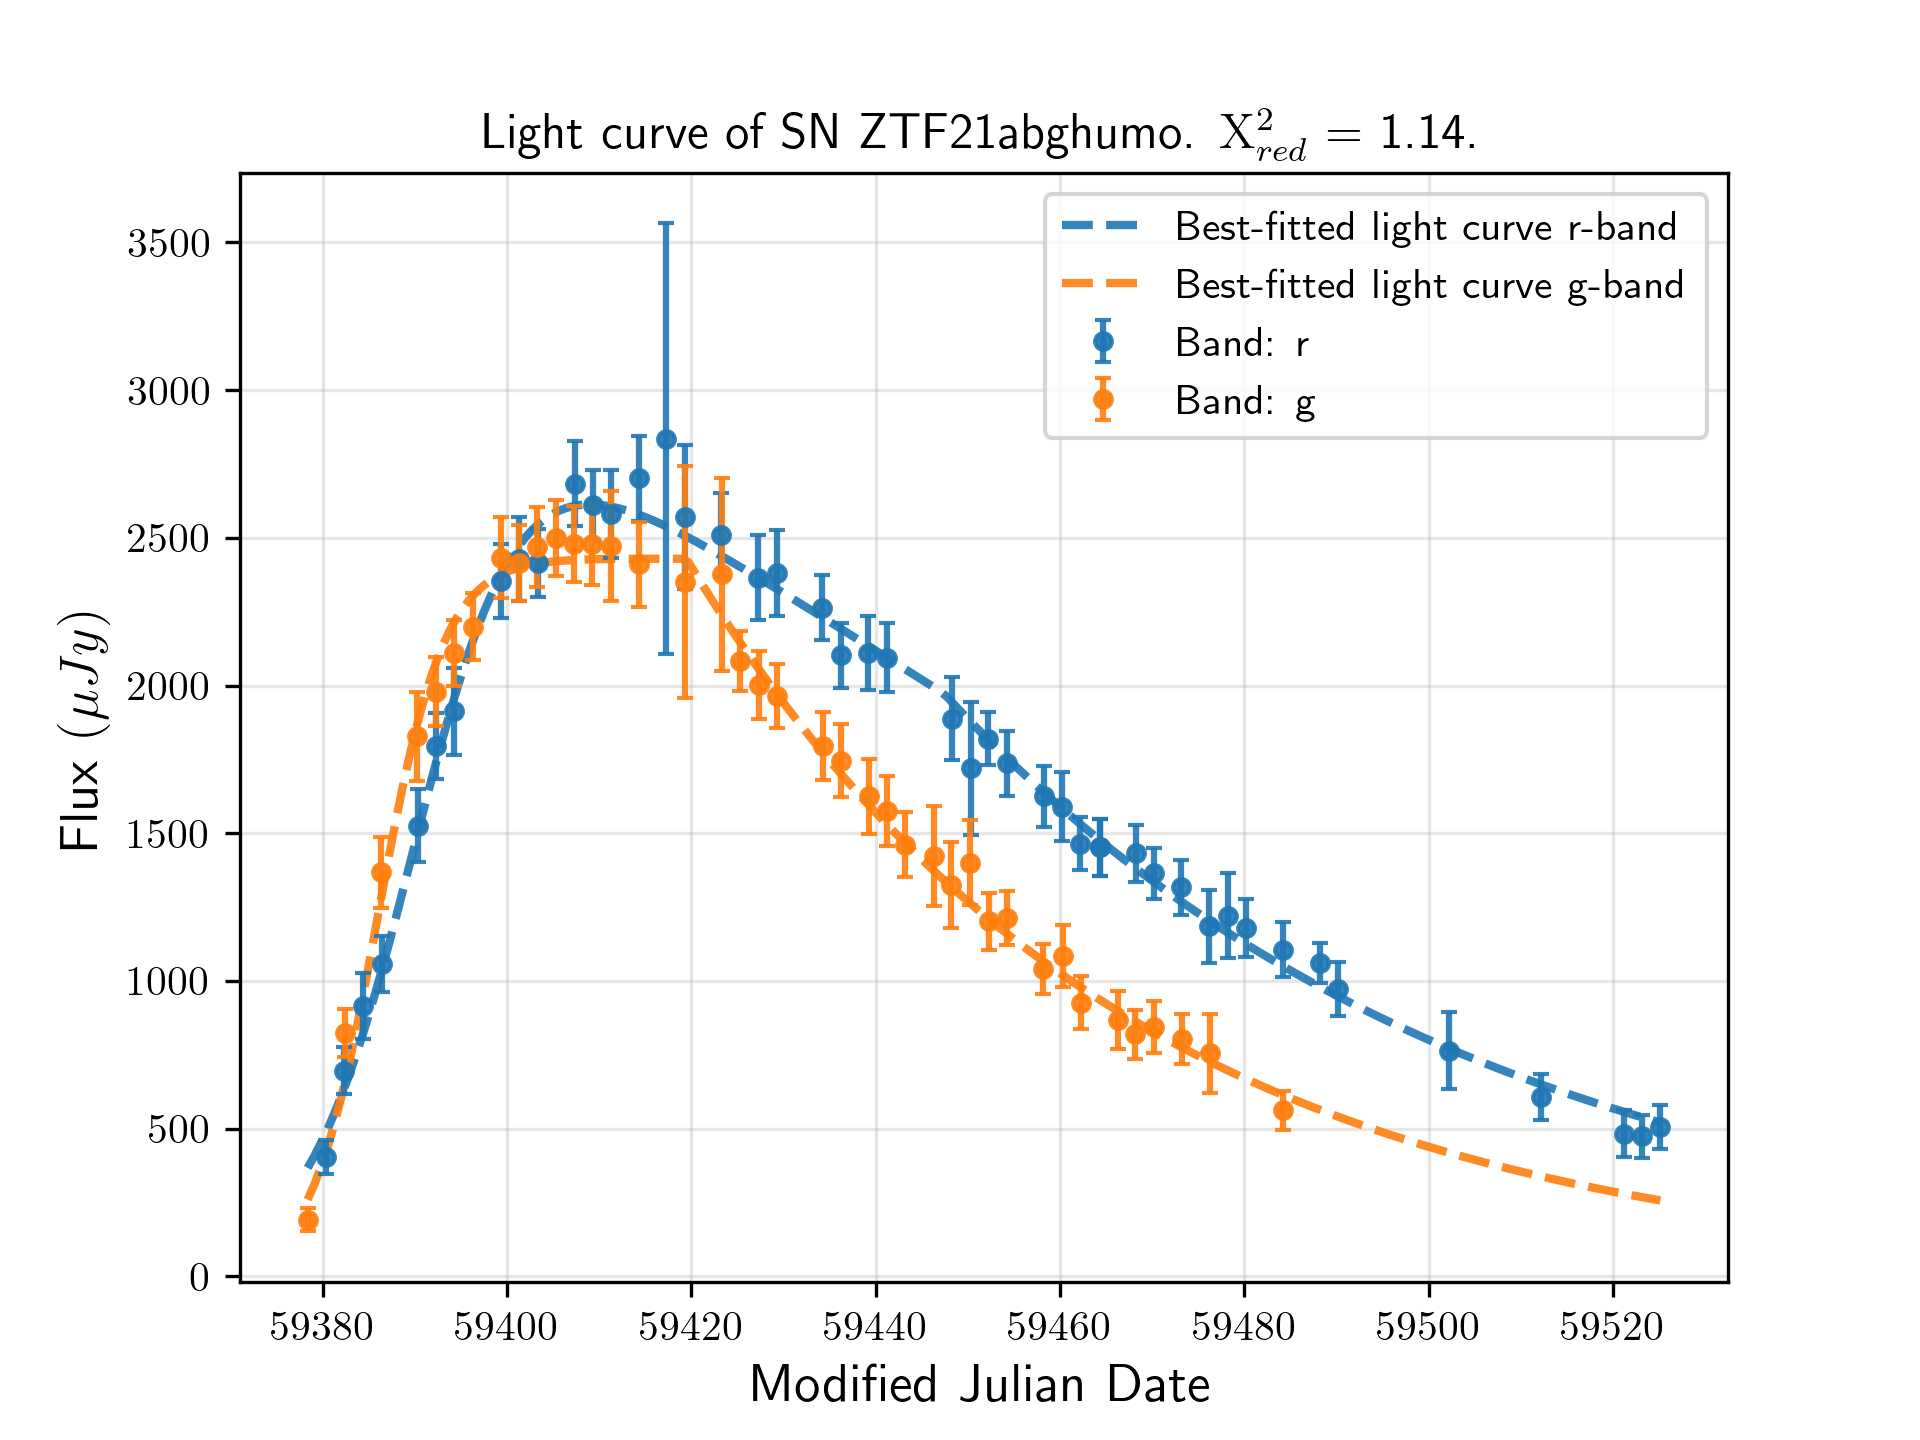 Light curve of SN ZTF21abghumo. X²_red = 1.14.
Best-fitted light curve r-band
Best-fitted light curve g-band
Band: r
Band: g
Flux (μJy)
3500
3000
2500
2000
1500
1000
500
0
59380 59400 59420 59440 59460 59480 59500 59520
Modified Julian Date